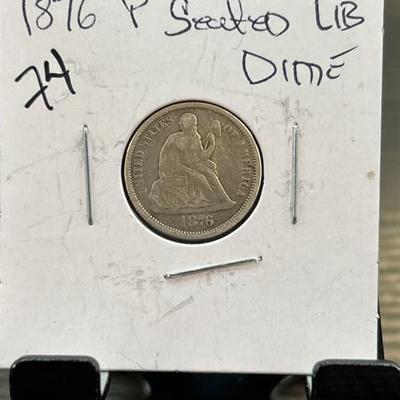 1876 P Seated LIB
DIME
74
UNITED STATES OF AMERICA
1876